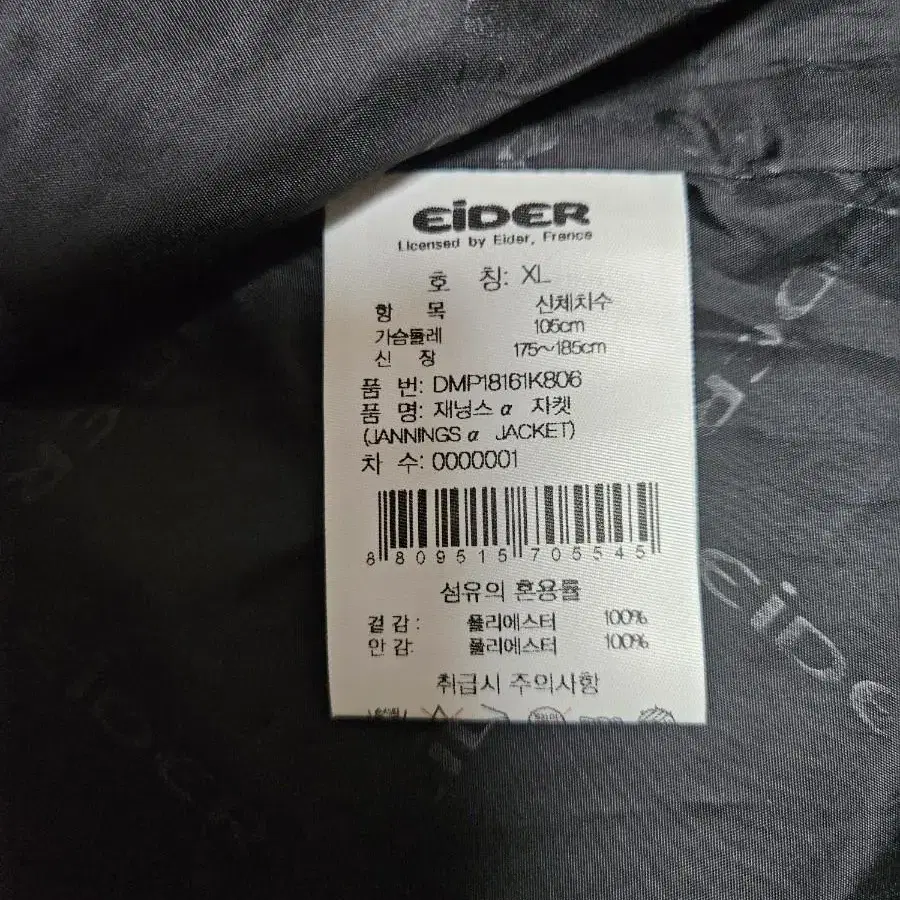 EiDER
Licensed by Eider, France
호 칭: XL
항 목 신체치수
가슴둘레 105cm
신 장 175~185cm
품 번: DMP18161K806
품 명: 재닝스 α 자켓
(JANNINGS α JACKET)
차 수: 0000001
8 809515 705545
섬유의 혼용률
겉감: 폴리에스터 100%
안감: 폴리에스터 100%
취급시 주의사항
EiDE